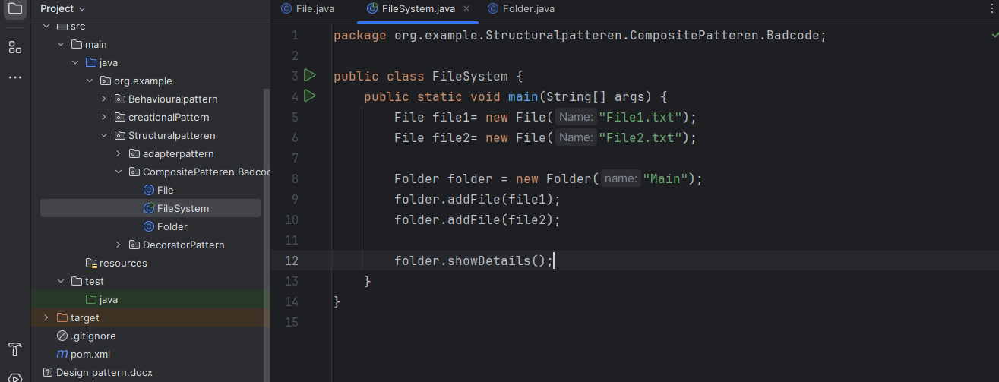 Project
File.java
FileSystem.java
Folder.java
src
main
java
org.example
Behaviouralpattern
creationalPattern
Structuralpatteren
adapterpattern
CompositePatteren.Badcod
File
FileSystem
Folder
DecoratorPattern
resources
test
java
target
.gitignore
pom.xml
Design pattern.docx
1 package org.example.Structuralpatteren.CompositePatteren.Badcode;
2
3 public class FileSystem {
4 public static void main(String[] args) {
5 File file1= new File( Name: "File1.txt");
6 File file2= new File( Name: "File2.txt");
7
8 Folder folder = new Folder( name: "Main");
9 folder.addFile(file1);
10 folder.addFile(file2);
11
12 folder.showDetails();
13 }
14 }
15